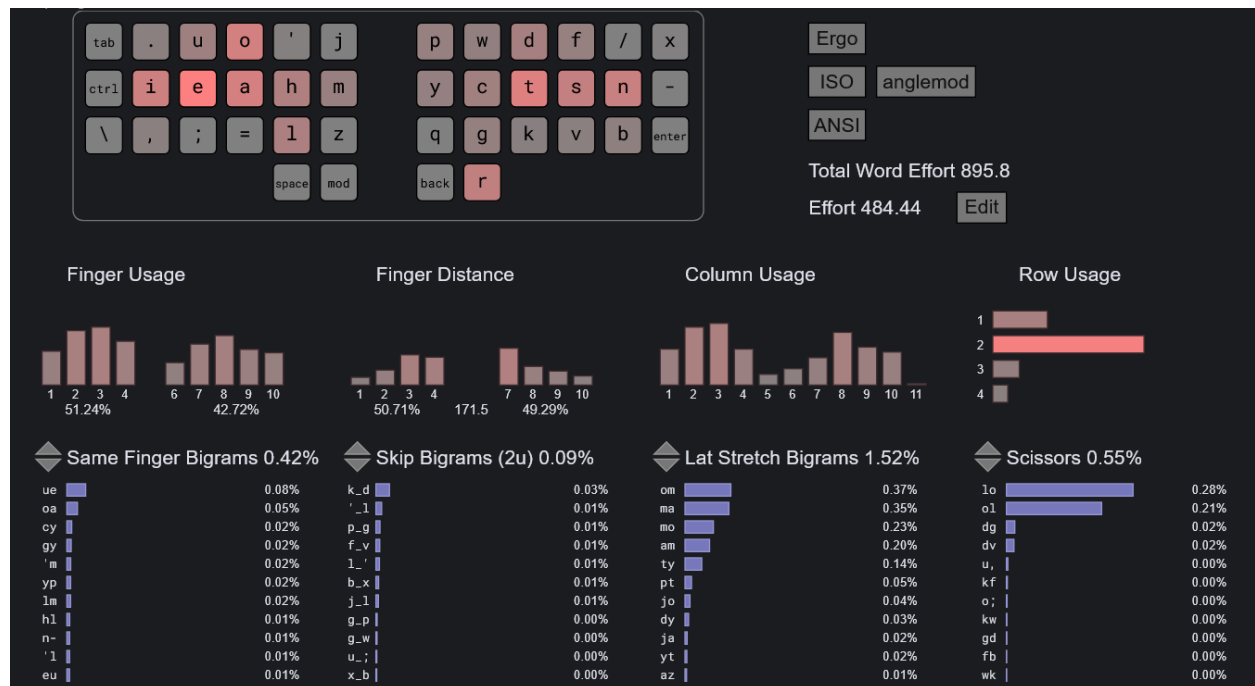 tab . u o ' j p w d f / x
ctrl i e a h m y c t s n -
\ , ; = l z q g k v b enter
space mod back r
Ergo
ISO anglemod
ANSI
Total Word Effort 895.8
Effort 484.44 Edit
Finger Usage
1 2 3 4 6 7 8 9 10
51.24% 42.72%
Finger Distance
1 2 3 4 7 8 9 10
50.71% 171.5 49.29%
Column Usage
1 2 3 4 5 6 7 8 9 10 11
Row Usage
1
2
3
4
Same Finger Bigrams 0.42%
ue 0.08%
oa 0.05%
cy 0.02%
gy 0.02%
'm 0.02%
yp 0.02%
lm 0.02%
hl 0.01%
n- 0.01%
'l 0.01%
eu 0.01%
Skip Bigrams (2u) 0.09%
k_d 0.03%
'_l 0.01%
p_g 0.01%
f_v 0.01%
l_' 0.01%
b_x 0.01%
j_l 0.01%
g_p 0.00%
g_w 0.00%
u_; 0.00%
x_b 0.00%
Lat Stretch Bigrams 1.52%
om 0.37%
ma 0.35%
mo 0.23%
am 0.20%
ty 0.14%
pt 0.05%
jo 0.04%
dy 0.03%
ja 0.02%
yt 0.02%
az 0.01%
Scissors 0.55%
lo 0.28%
ol 0.21%
dg 0.02%
dv 0.02%
u, 0.00%
kf 0.00%
o; 0.00%
kw 0.00%
gd 0.00%
fb 0.00%
wk 0.00%